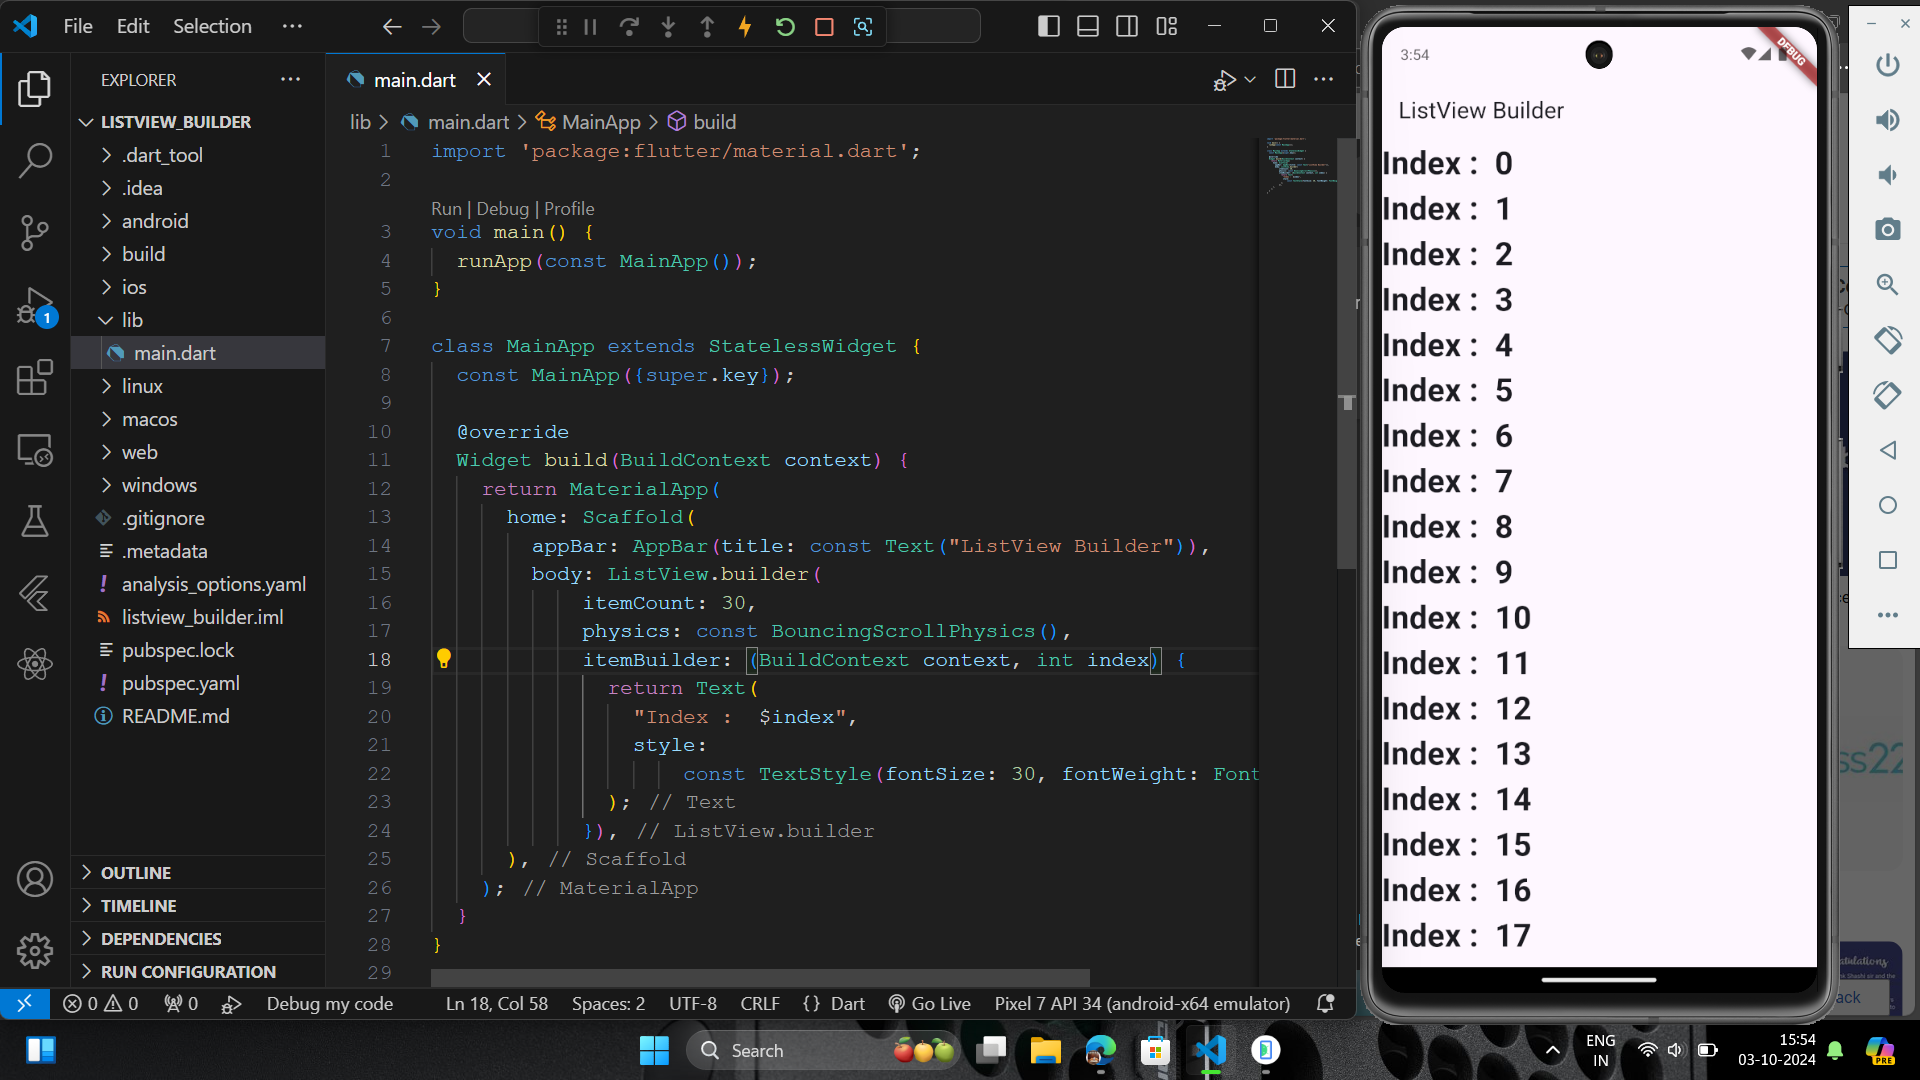 File Edit Selection ···
EXPLORER ···
LISTVIEW_BUILDER
.dart_tool
.idea
android
build
ios
lib
main.dart
linux
macos
web
windows
.gitignore
.metadata
! analysis_options.yaml
listview_builder.iml
pubspec.lock
! pubspec.yaml
README.md
OUTLINE
TIMELINE
DEPENDENCIES
RUN CONFIGURATION
1
main.dart
lib > main.dart > MainApp > build
1 import 'package:flutter/material.dart';
2
Run | Debug | Profile
3 void main() {
4 runApp(const MainApp());
5 }
6
7 class MainApp extends StatelessWidget {
8 const MainApp({super.key});
9
10 @override
11 Widget build(BuildContext context) {
12 return MaterialApp(
13 home: Scaffold(
14 appBar: AppBar(title: const Text("ListView Builder")),
15 body: ListView.builder(
16 itemCount: 30,
17 physics: const BouncingScrollPhysics(),
18 itemBuilder: (BuildContext context, int index) {
19 return Text(
20 "Index :  $index",
21 style:
22 const TextStyle(fontSize: 30, fontWeight: Font
23 ); // Text
24 }), // ListView.builder
25 ), // Scaffold
26 ); // MaterialApp
27 }
28 }
29
0 0 0 Debug my code Ln 18, Col 58 Spaces: 2 UTF-8 CRLF {} Dart Go Live Pixel 7 API 34 (android-x64 emulator)
3:54
DEBUG
ListView Builder
Index : 0
Index : 1
Index : 2
Index : 3
Index : 4
Index : 5
Index : 6
Index : 7
Index : 8
Index : 9
Index : 10
Index : 11
Index : 12
Index : 13
Index : 14
Index : 15
Index : 16
Index : 17
ss22
ack
Search
ENG
IN
15:54
03-10-2024
PRE